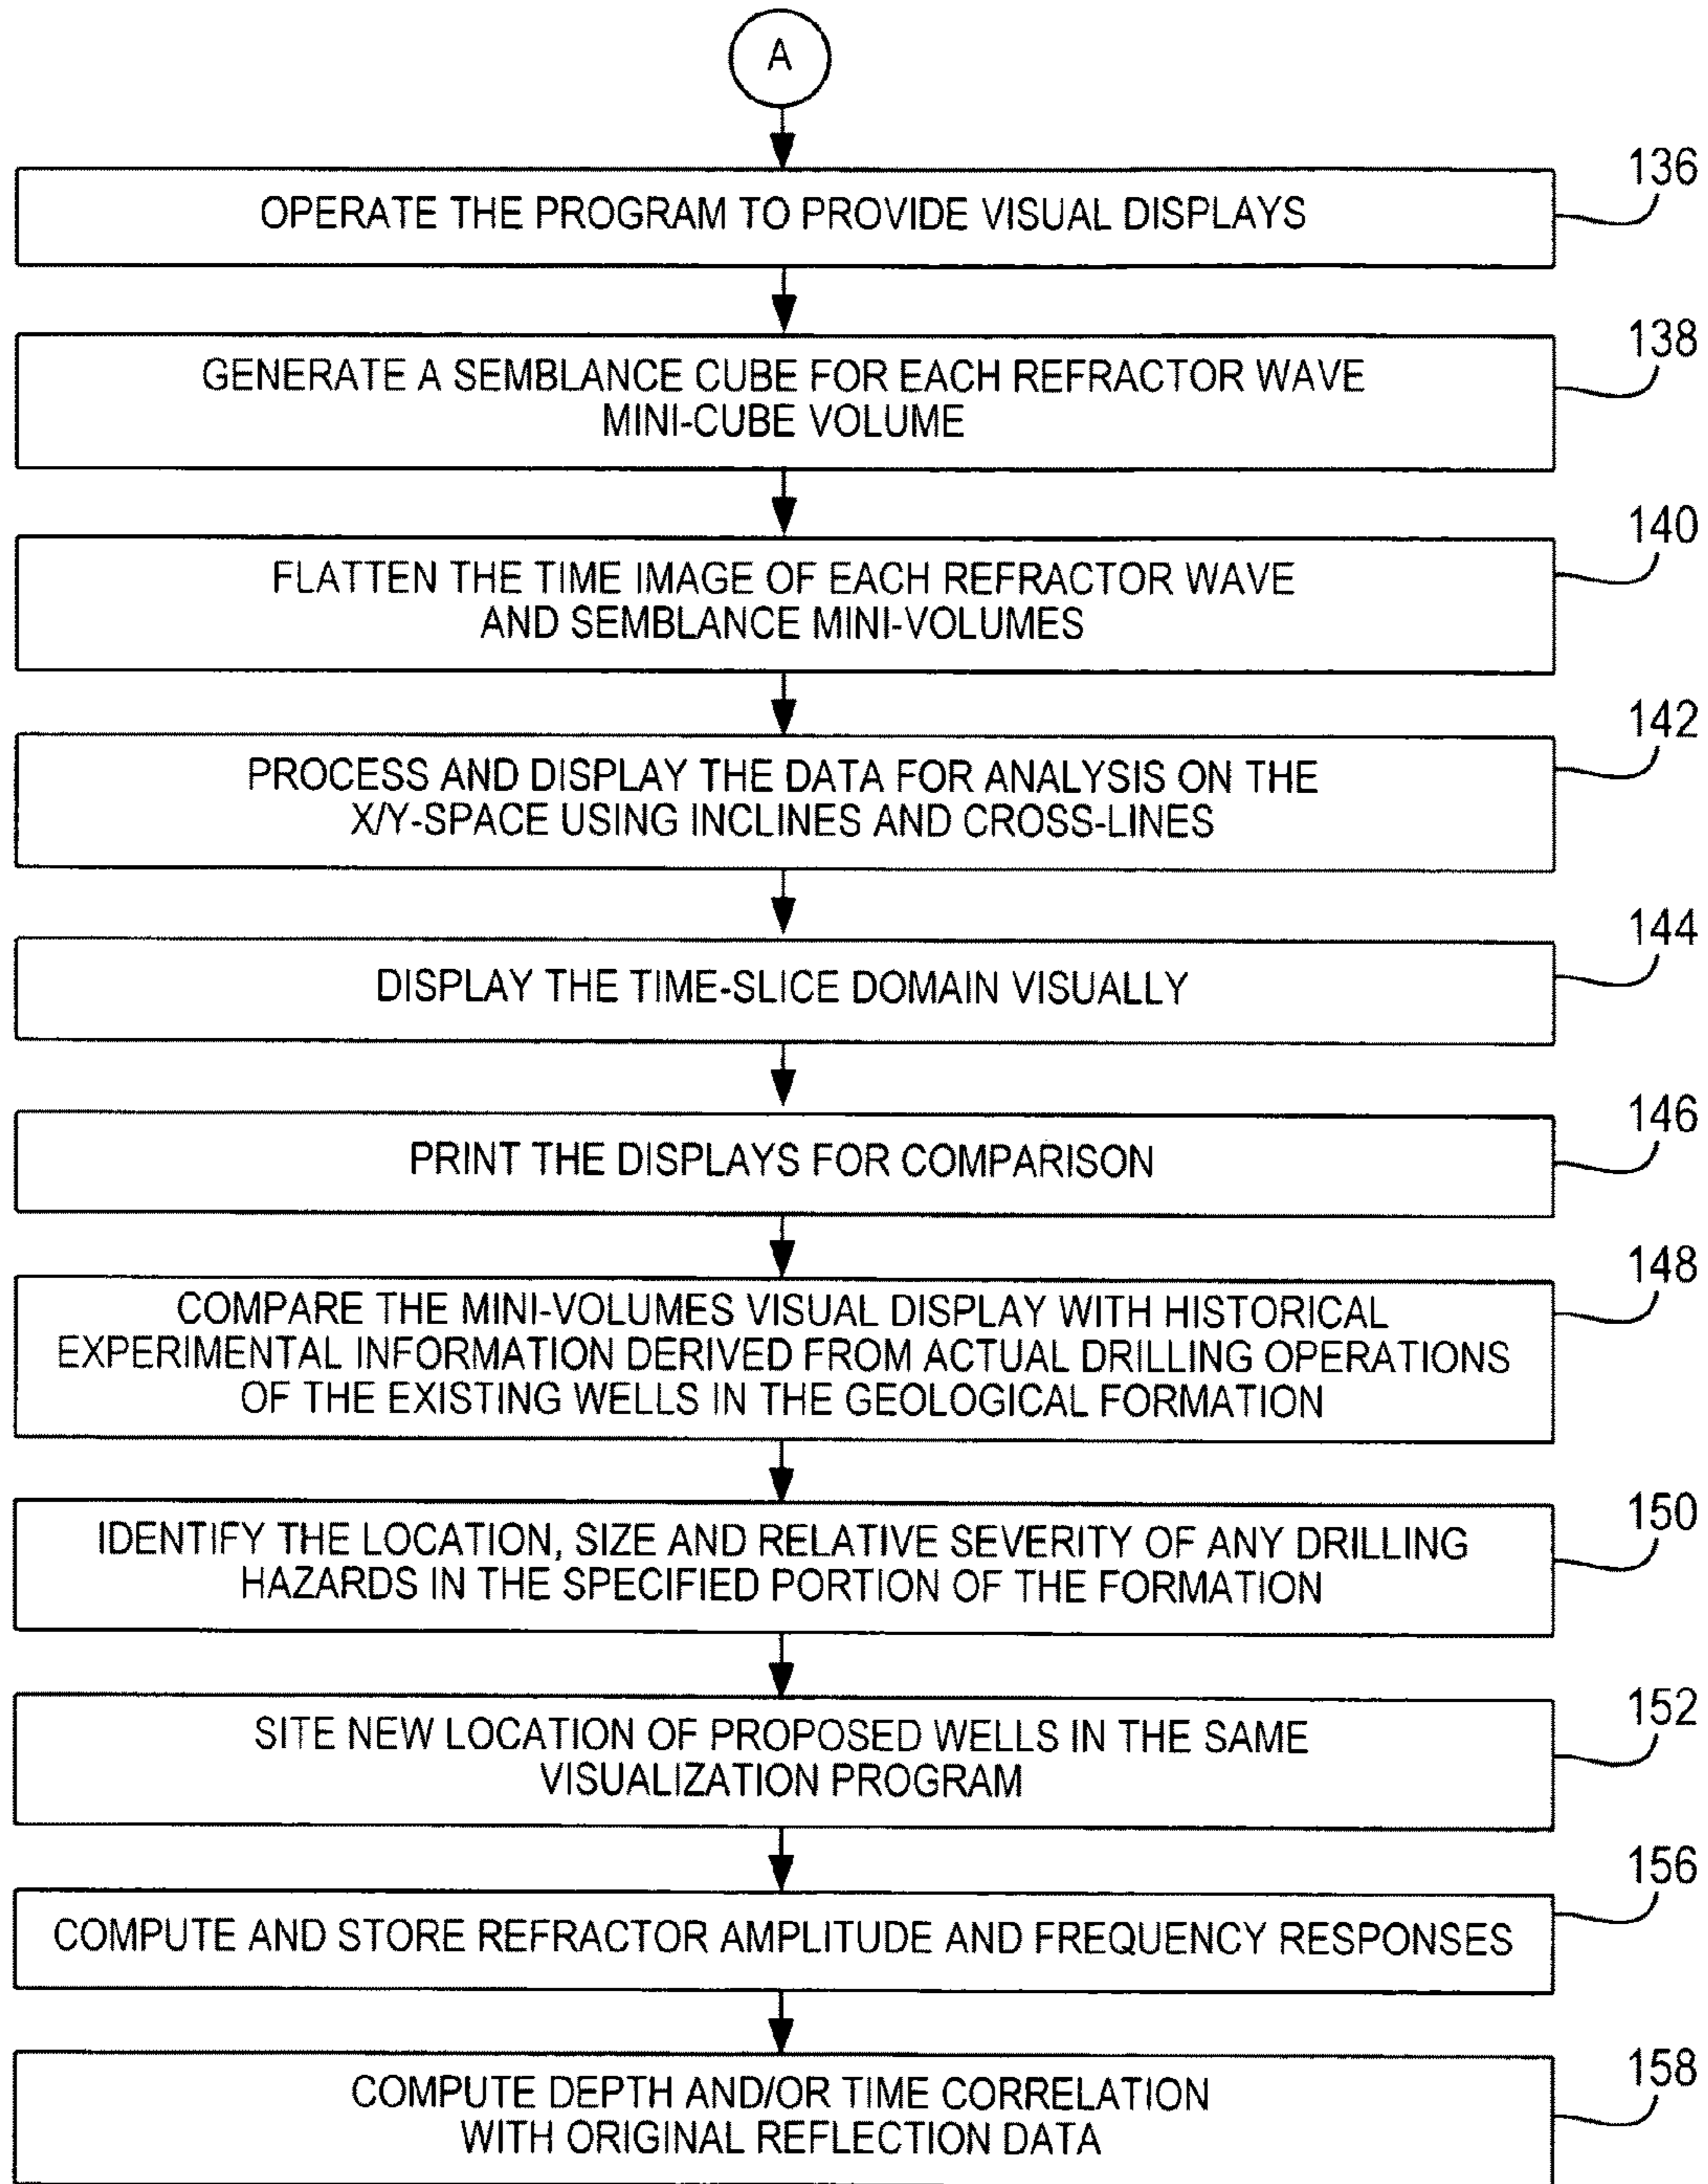 A
136
OPERATE THE PROGRAM TO PROVIDE VISUAL DISPLAYS
138
GENERATE A SEMBLANCE CUBE FOR EACH REFRACTOR WAVE
MINI-CUBE VOLUME
140
FLATTEN THE TIME IMAGE OF EACH REFRACTOR WAVE
AND SEMBLANCE MINI-VOLUMES
142
PROCESS AND DISPLAY THE DATA FOR ANALYSIS ON THE
X/Y-SPACE USING INCLINES AND CROSS-LINES
144
DISPLAY THE TIME-SLICE DOMAIN VISUALLY
146
PRINT THE DISPLAYS FOR COMPARISON
148
COMPARE THE MINI-VOLUMES VISUAL DISPLAY WITH HISTORICAL
EXPERIMENTAL INFORMATION DERIVED FROM ACTUAL DRILLING OPERATIONS
OF THE EXISTING WELLS IN THE GEOLOGICAL FORMATION
150
IDENTIFY THE LOCATION, SIZE AND RELATIVE SEVERITY OF ANY DRILLING
HAZARDS IN THE SPECIFIED PORTION OF THE FORMATION
152
SITE NEW LOCATION OF PROPOSED WELLS IN THE SAME
VISUALIZATION PROGRAM
156
COMPUTE AND STORE REFRACTOR AMPLITUDE AND FREQUENCY RESPONSES
158
COMPUTE DEPTH AND/OR TIME CORRELATION
WITH ORIGINAL REFLECTION DATA